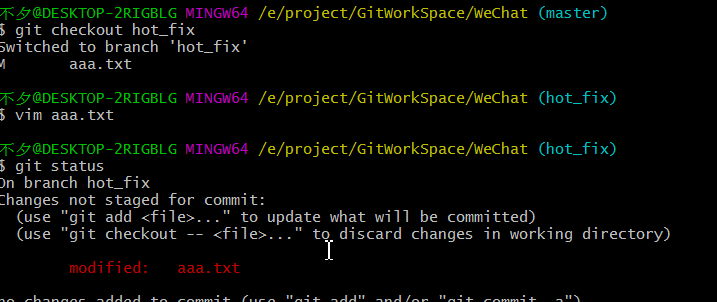 不夕@DESKTOP-2RIGBLG MINGW64 /e/project/GitWorkSpace/WeChat (master)
$ git checkout hot_fix
Switched to branch 'hot_fix'
M       aaa.txt
不夕@DESKTOP-2RIGBLG MINGW64 /e/project/GitWorkSpace/WeChat (hot_fix)
$ vim aaa.txt
不夕@DESKTOP-2RIGBLG MINGW64 /e/project/GitWorkSpace/WeChat (hot_fix)
$ git status
On branch hot_fix
Changes not staged for commit:
  (use "git add <file>..." to update what will be committed)
  (use "git checkout -- <file>..." to discard changes in working directory)
        modified:   aaa.txt
no changes added to commit (use "git add" and/or "git commit -a")